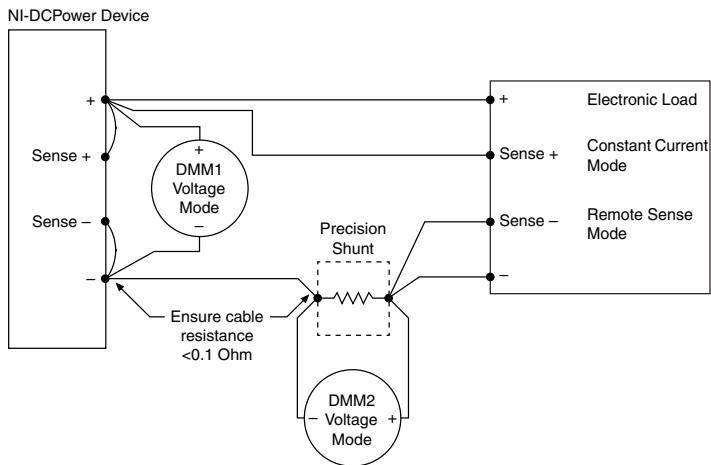 NI-DCPower Device
+
+
Electronic Load
Sense +
+
DMM1
Voltage
Mode
–
Sense +
Constant Current
Mode
Sense –
Sense –
Remote Sense
Mode
Precision
Shunt
–
–
Ensure cable
resistance
<0.1 Ohm
DMM2
– Voltage +
Mode